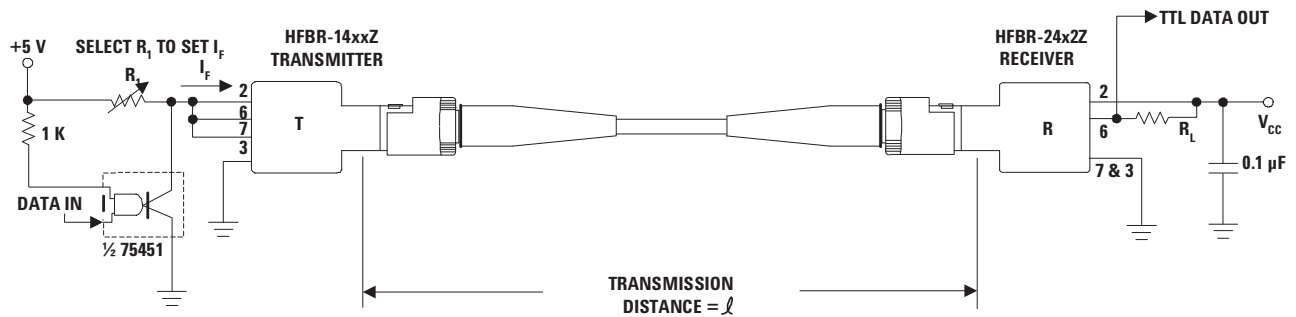 TTL DATA OUT
+5 V
SELECT R1 TO SET IF
R1
IF
HFBR-14xxZ
TRANSMITTER
HFBR-24x2Z
RECEIVER
2
6
7
3
T
R
2
6
7 & 3
RL
VCC
0.1 µF
1 K
DATA IN
½ 75451
TRANSMISSION
DISTANCE = ℓ